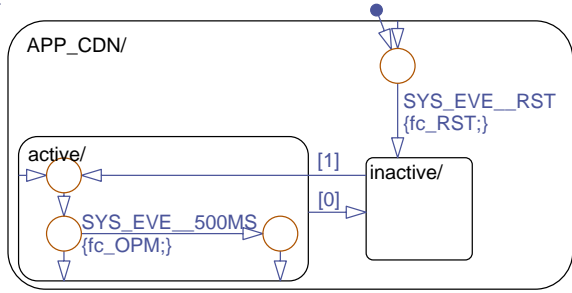 APP_CDN/
SYS_EVE__RST
{fc_RST;}
active/
[1]
inactive/
[0]
SYS_EVE__500MS
{fc_OPM;}